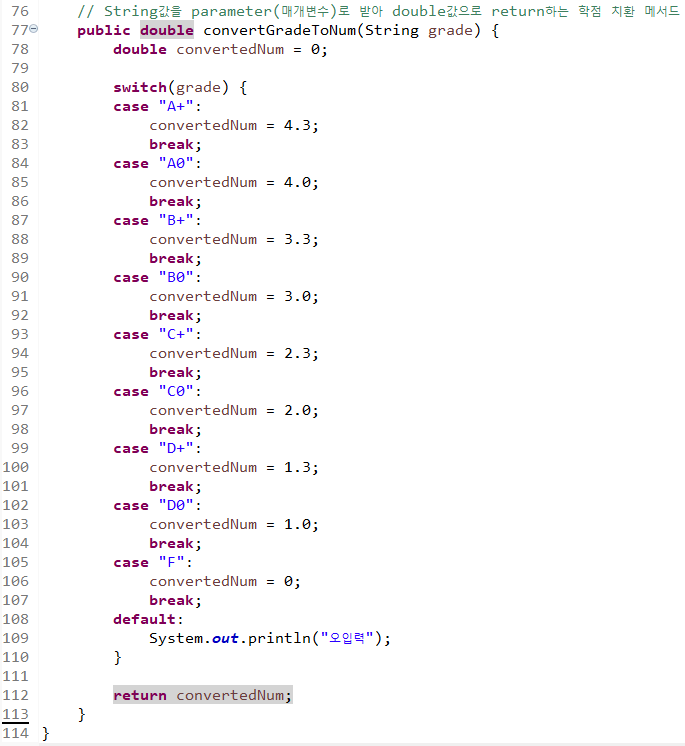 76 // String값을 parameter(매개변수)로 받아 double값으로 return하는 학점 치환 메서드
77 public double convertGradeToNum(String grade) {
78 double convertedNum = 0;
79
80 switch(grade) {
81 case "A+":
82 convertedNum = 4.3;
83 break;
84 case "A0":
85 convertedNum = 4.0;
86 break;
87 case "B+":
88 convertedNum = 3.3;
89 break;
90 case "B0":
91 convertedNum = 3.0;
92 break;
93 case "C+":
94 convertedNum = 2.3;
95 break;
96 case "C0":
97 convertedNum = 2.0;
98 break;
99 case "D+":
100 convertedNum = 1.3;
101 break;
102 case "D0":
103 convertedNum = 1.0;
104 break;
105 case "F":
106 convertedNum = 0;
107 break;
108 default:
109 System.out.println("오입력");
110 }
111
112 return convertedNum;
113 }
114 }